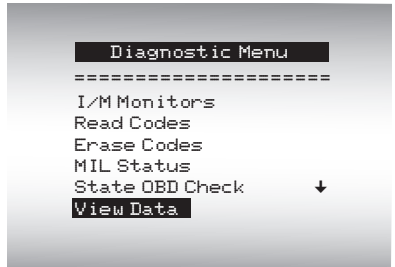 Diagnostic Menu
=====================
I/M Monitors
Read Codes
Erase Codes
MIL Status
State OBD Check ↓
View Data